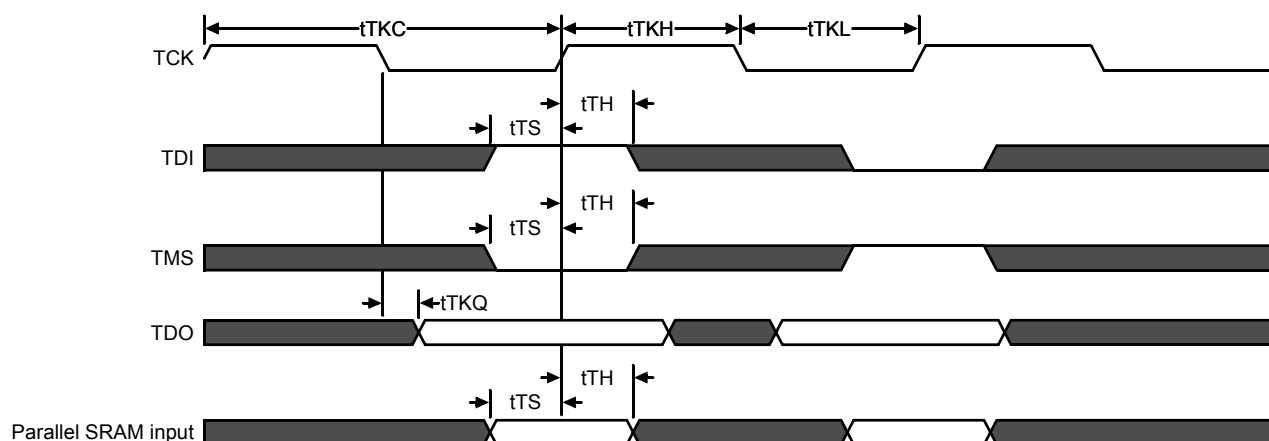 tTKC
tTKH
tTKL
TCK
tTH
tTS
TDI
tTH
tTS
TMS
tTKQ
TDO
tTH
tTS
Parallel SRAM input